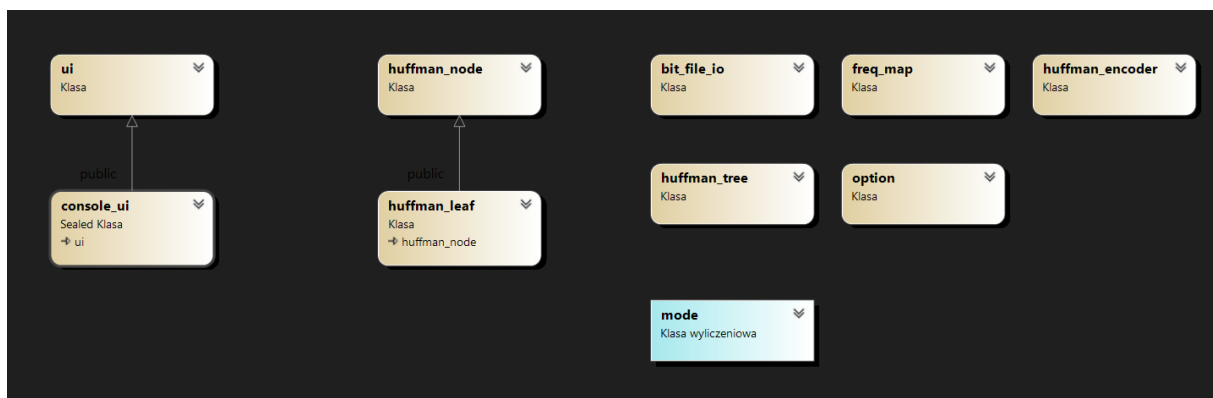 ui
Klasa
huffman_node
Klasa
bit_file_io
Klasa
freq_map
Klasa
huffman_encoder
Klasa
public
public
huffman_tree
Klasa
option
Klasa
console_ui
Sealed Klasa
ui
huffman_leaf
Klasa
huffman_node
mode
Klasa wyliczeniowa